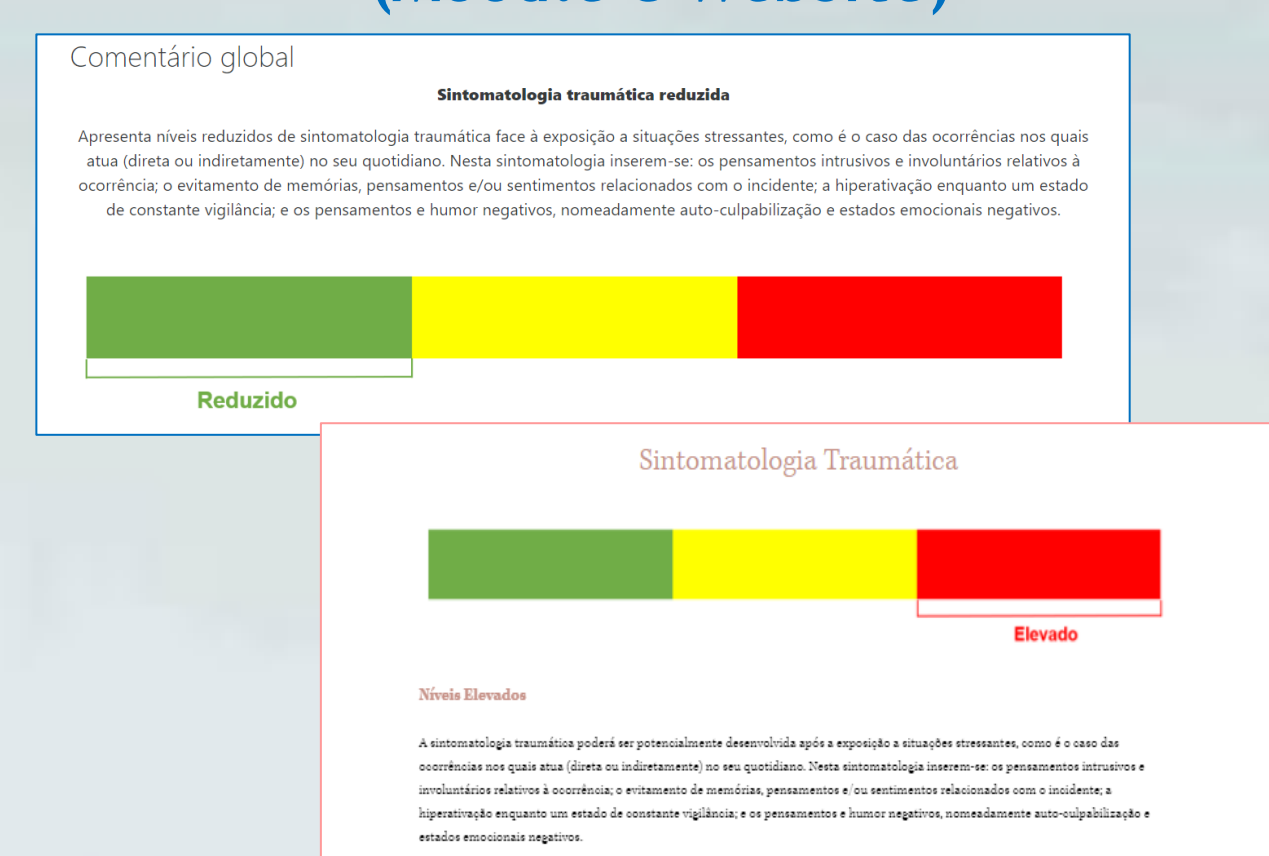 (Módulo e Website)
Comentário global
Sintomatologia traumática reduzida
Apresenta níveis reduzidos de sintomatologia traumática face à exposição a situações stressantes, como é o caso das ocorrências nos quais
atua (direta ou indiretamente) no seu quotidiano. Nesta sintomatologia inserem-se: os pensamentos intrusivos e involuntários relativos à
ocorrência; o evitamento de memórias, pensamentos e/ou sentimentos relacionados com o incidente; a hiperativação enquanto um estado
de constante vigilância; e os pensamentos e humor negativos, nomeadamente auto-culpabilização e estados emocionais negativos.
Reduzido
Sintomatologia Traumática
Elevado
Níveis Elevados
A sintomatologia traumática poderá ser potencialmente desenvolvida após a exposição a situações stressantes, como é o caso das
ocorrências nos quais atua (direta ou indiretamente) no seu quotidiano. Nesta sintomatologia inserem-se: os pensamentos intrusivos e
involuntários relativos à ocorrência; o evitamento de memórias, pensamentos e/ou sentimentos relacionados com o incidente; a
hiperativação enquanto um estado de constante vigilância; e os pensamentos e humor negativos, nomeadamente auto-culpabilização e
estados emocionais negativos.